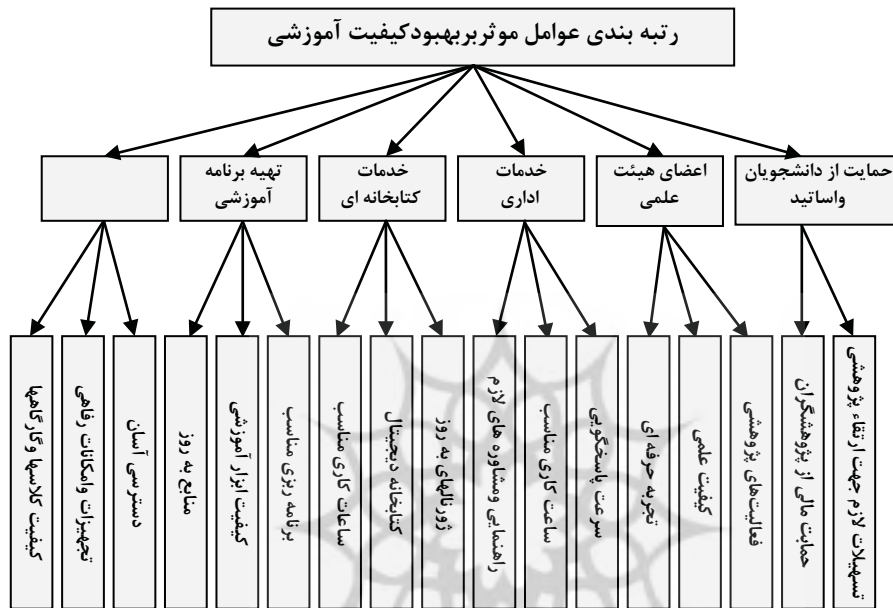 رتبه بندی عوامل موثربربهبودکیفیت آموزشی
حمایت از دانشجویان
واساتید
اعضای هیئت
علمی
خدمات
اداری
خدمات
کتابخانه ای
تهیه برنامه
آموزشی
تسهیلات لازم جهت ارتقاء پژوهشی
حمایت مالی از پژوهشگران
فعالیت‌های پژوهشی
کیفیت علمی
تجربه حرفه ای
سرعت پاسخگویی
ساعت کاری مناسب
راهنمایی ومشاوره های لازم
ژورنالهای به روز
کتابخانه دیجیتال
ساعات کاری مناسب
برنامه ریزی مناسب
کیفیت ابزار آموزشی
منابع به روز
دسترسی آسان
تجهیزات وامکانات رفاهی
کیفیت کلاسها وکارگاهها